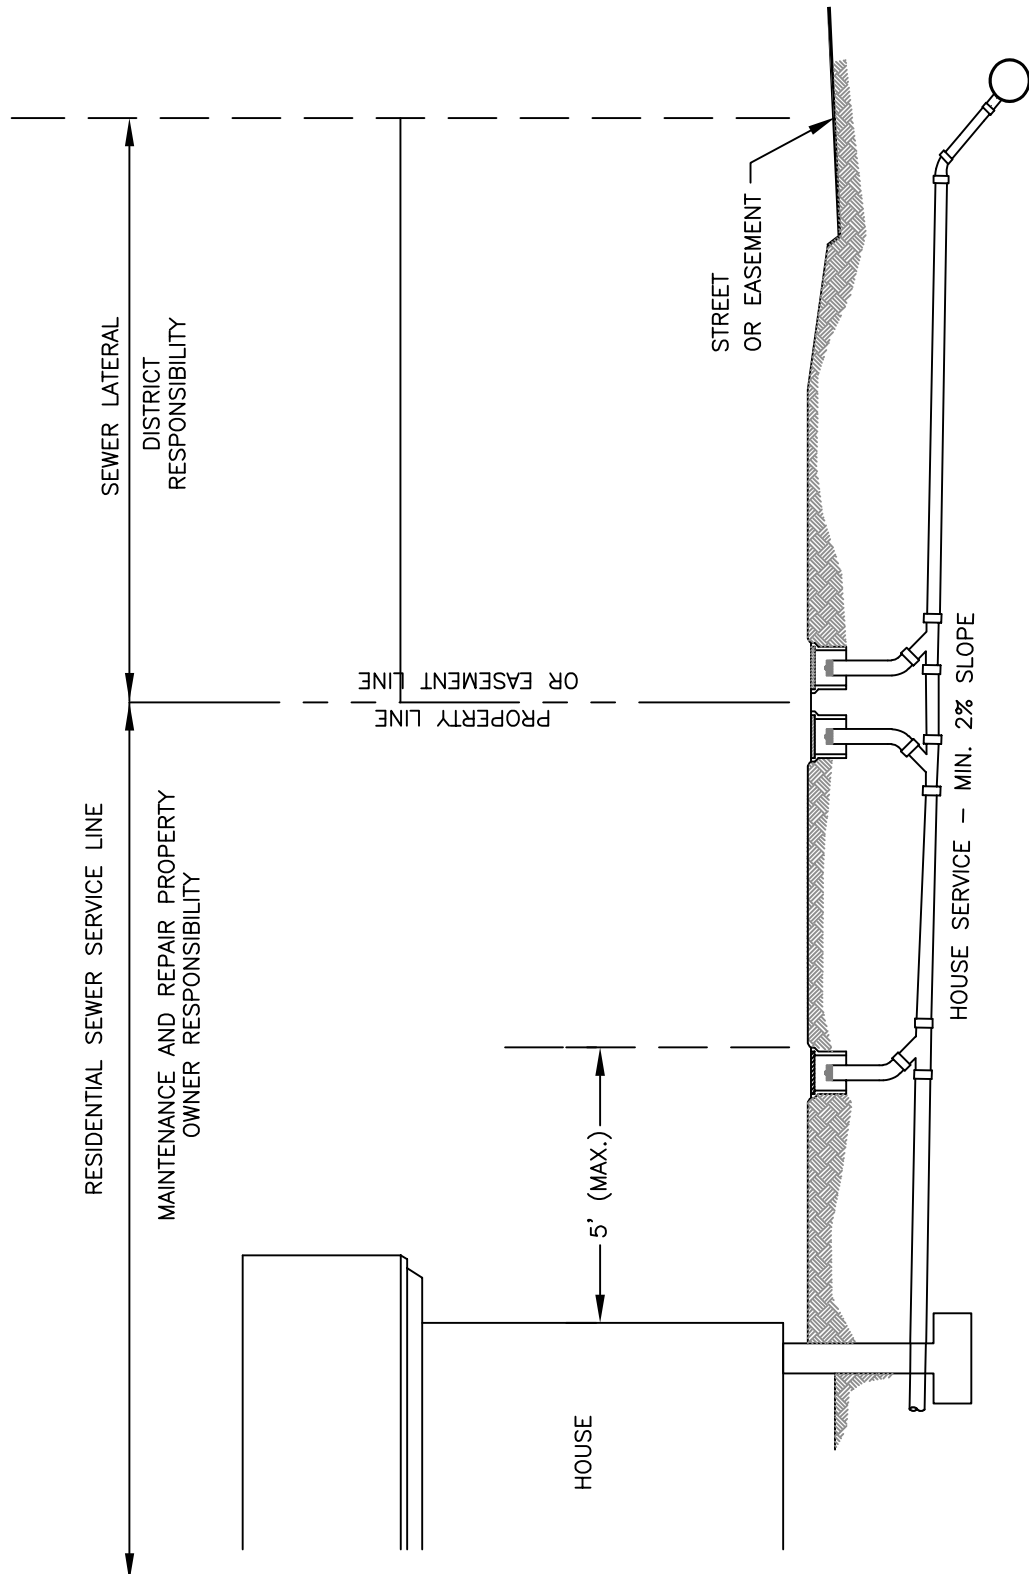 RESIDENTIAL SEWER SERVICE LINE
MAINTENANCE AND REPAIR PROPERTY
OWNER RESPONSIBILITY
SEWER LATERAL
DISTRICT
RESPONSIBILITY
PROPERTY LINE
OR EASEMENT LINE
5' (MAX.)
HOUSE
STREET
OR EASEMENT
HOUSE SERVICE – MIN. 2% SLOPE